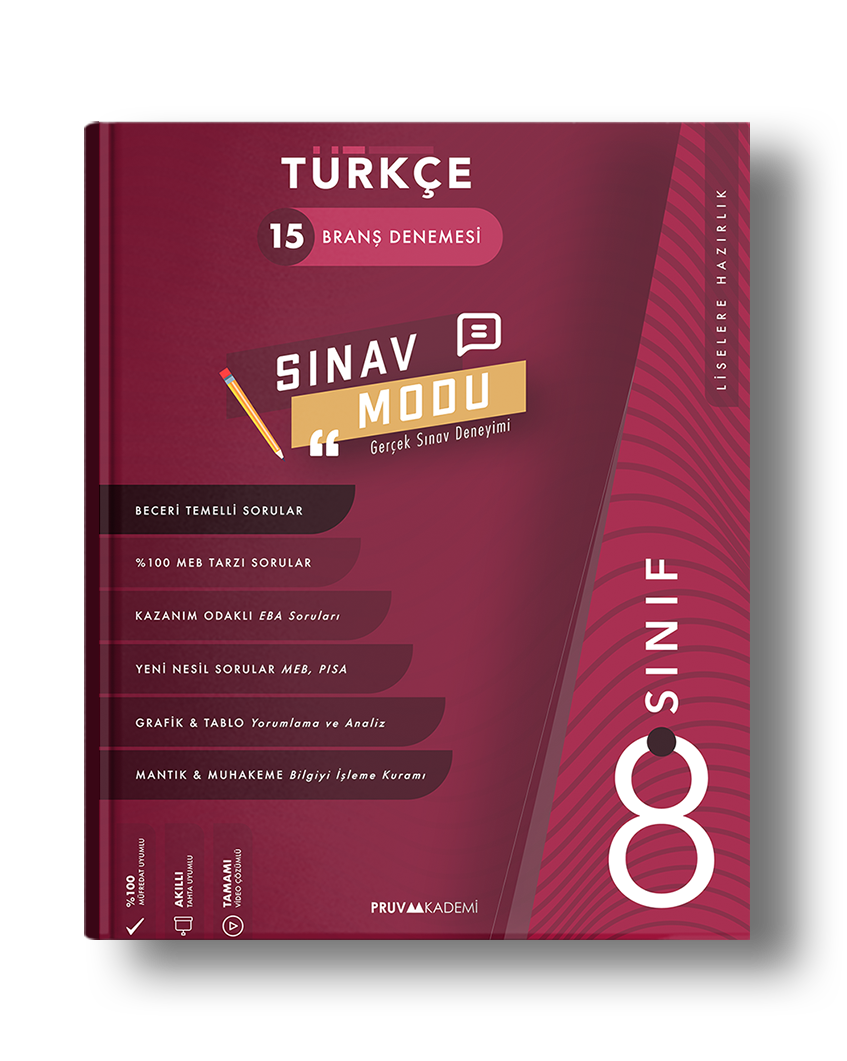 TÜRKÇE
15 BRANŞ DENEMESİ
LİSELERE HAZIRLIK
SINAV
MODU
Gerçek Sınav Deneyimi
BECERİ TEMELLİ SORULAR
%100 MEB TARZI SORULAR
KAZANIM ODAKLI EBA Soruları
YENİ NESİL SORULAR MEB, PISA
GRAFİK & TABLO Yorumlama ve Analiz
MANTIK & MUHAKEME Bilgiyi İşleme Kuramı
8. SINIF
%100
MÜFREDAT UYUMLU
AKILLI
TAHTA UYUMLU
TAMAMI
VİDEO ÇÖZÜMLÜ
PRUVAKADEMİ